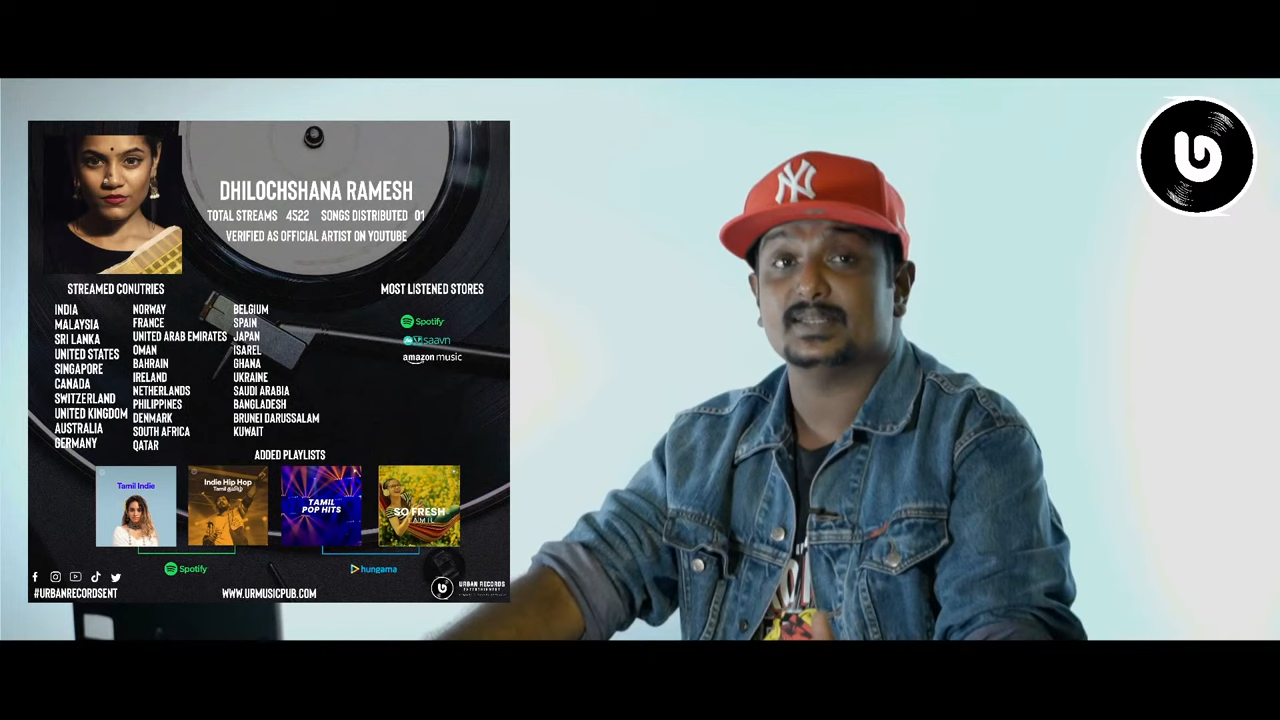 DHILOCHSHANA RAMESH
TOTAL STREAMS 4522 SONGS DISTRIBUTED 01
VERIFIED AS OFFICIAL ARTIST ON YOUTUBE
STREAMED CONUTRIES
INDIA
MALAYSIA
SRI LANKA
UNITED STATES
SINGAPORE
CANADA
SWITZERLAND
UNITED KINGDOM
AUSTRALIA
GERMANY
NORWAY
FRANCE
UNITED ARAB EMIRATES
OMAN
BAHRAIN
IRELAND
NETHERLANDS
PHILIPPINES
DENMARK
SOUTH AFRICA
QATAR
BELGIUM
SPAIN
JAPAN
ISAREL
GHANA
UKRAINE
SAUDI ARABIA
BANGLADESH
BRUNEI DARUSSALAM
KUWAIT
MOST LISTENED STORES
Spotify
saavn
amazon music
ADDED PLAYLISTS
Tamil Indie
Indie Hip Hop
Tamil தமிழ்
TAMIL
POP HITS
SO FRESH
AMIL
Spotify
hungama
#URBANRECORDSENT
WWW.URMUSICPUB.COM
URBAN RECORDS
ENTERTAINMENT
NY